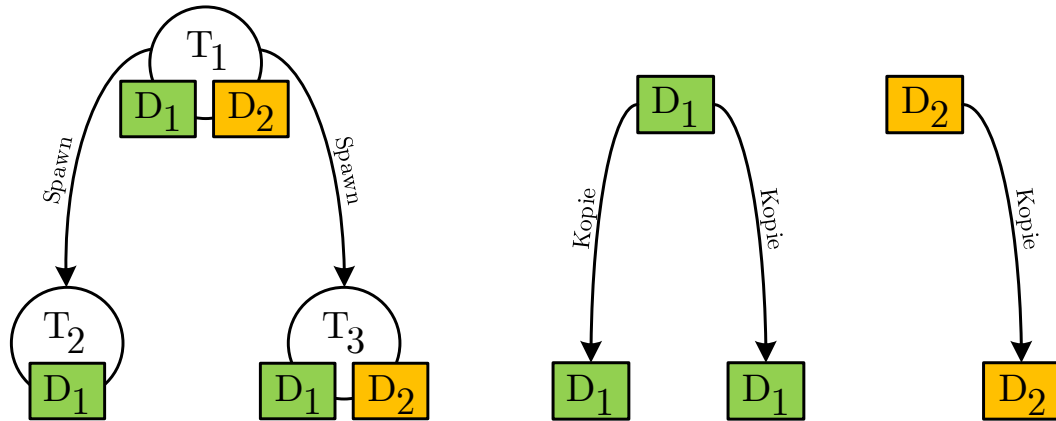 T₁
D₁ D₂
Spawn
Spawn
T₂
D₁
T₃
D₁ D₂
D₁
Kopie
Kopie
D₁
D₁
D₂
Kopie
D₂